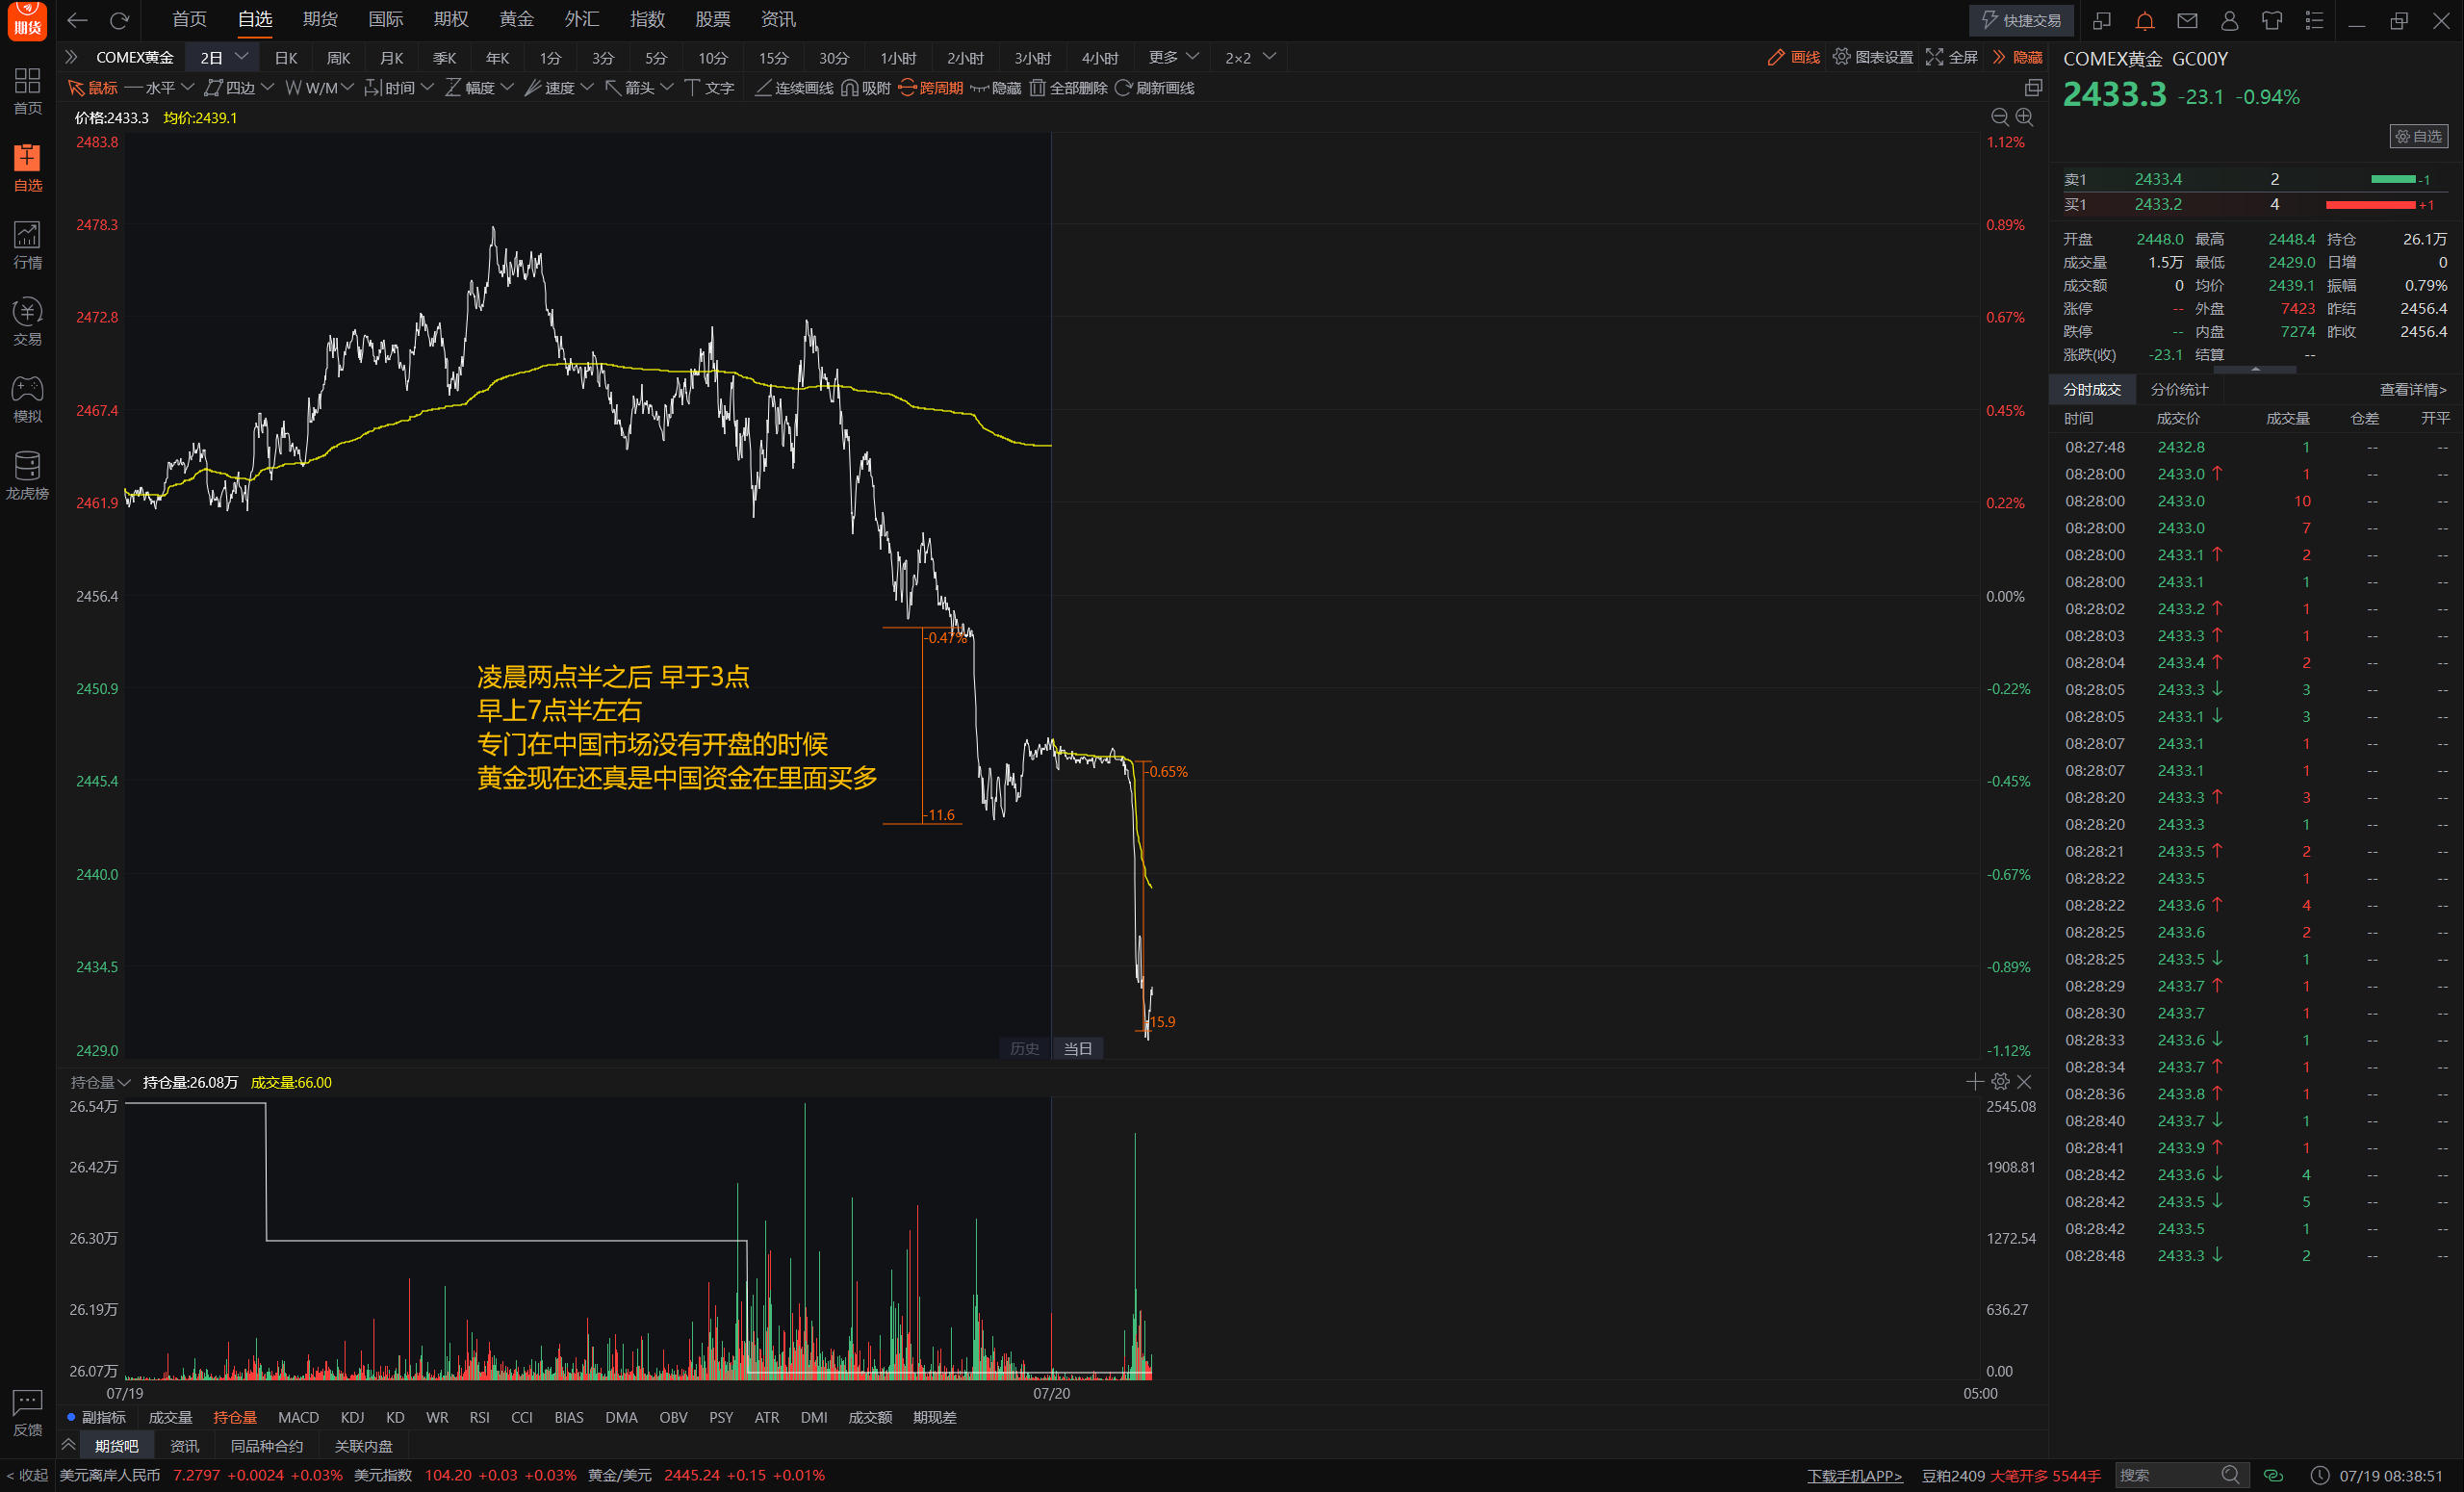 期货
首页 自选 期货 国际 期权 黄金 外汇 指数 股票 资讯
快捷交易
COMEX黄金 2日 日K 周K 月K 季K 年K 1分 3分 5分 10分 15分 30分 1小时 2小时 3小时 4小时 更多 2×2
画线 图表设置 全屏 隐藏
鼠标 水平 四边 W/M 时间 幅度 速度 箭头 文字 连续画线 吸附 跨周期 隐藏 全部删除 刷新画线
首页
自选
行情
交易
模拟
龙虎榜
反馈
< 收起
价格:2433.3 均价:2439.1
2483.8 1.12%
2478.3 0.89%
2472.8 0.67%
2467.4 0.45%
2461.9 0.22%
2456.4 0.00%
2450.9 -0.22%
2445.4 -0.45%
2440.0 -0.67%
2434.5 -0.89%
2429.0 -1.12%
-0.47%
-11.6
-0.65%
15.9
凌晨两点半之后 早于3点
早上7点半左右
专门在中国市场没有开盘的时候
黄金现在还真是中国资金在里面买多
历史 当日
持仓量 持仓量:26.08万 成交量:66.00
26.54万 2545.08
26.42万 1908.81
26.30万 1272.54
26.19万 636.27
26.07万 0.00
07/19 07/20 05:00
副指标 成交量 持仓量 MACD KDJ KD WR RSI CCI BIAS DMA OBV PSY ATR DMI 成交额 期现差
期货吧 资讯 同品种合约 关联内盘
COMEX黄金 GC00Y
2433.3 -23.1 -0.94%
自选
卖1 2433.4 2 -1
买1 2433.2 4 +1
开盘 2448.0 最高 2448.4 持仓 26.1万
成交量 1.5万 最低 2429.0 日增 0
成交额 0 均价 2439.1 振幅 0.79%
涨停 -- 外盘 7423 昨结 2456.4
跌停 -- 内盘 7274 昨收 2456.4
涨跌(收) -23.1 结算 --
分时成交 分价统计 查看详情>
时间 成交价 成交量 仓差 开平
08:27:48 2432.8 1 -- --
08:28:00 2433.0 ↑ 1 -- --
08:28:00 2433.0 10 -- --
08:28:00 2433.0 7 -- --
08:28:00 2433.1 ↑ 2 -- --
08:28:00 2433.1 1 -- --
08:28:02 2433.2 ↑ 1 -- --
08:28:03 2433.3 ↑ 1 -- --
08:28:04 2433.4 ↑ 2 -- --
08:28:05 2433.3 ↓ 3 -- --
08:28:05 2433.1 ↓ 3 -- --
08:28:07 2433.1 1 -- --
08:28:07 2433.1 1 -- --
08:28:20 2433.3 ↑ 3 -- --
08:28:20 2433.3 1 -- --
08:28:21 2433.5 ↑ 2 -- --
08:28:22 2433.5 1 -- --
08:28:22 2433.6 ↑ 4 -- --
08:28:25 2433.6 2 -- --
08:28:25 2433.5 ↓ 1 -- --
08:28:29 2433.7 ↑ 1 -- --
08:28:30 2433.7 1 -- --
08:28:33 2433.6 ↓ 1 -- --
08:28:34 2433.7 ↑ 1 -- --
08:28:36 2433.8 ↑ 1 -- --
08:28:40 2433.7 ↓ 1 -- --
08:28:41 2433.9 ↑ 1 -- --
08:28:42 2433.6 ↓ 4 -- --
08:28:42 2433.5 ↓ 5 -- --
08:28:42 2433.5 1 -- --
08:28:48 2433.3 ↓ 2 -- --
美元离岸人民币 7.2797 +0.0024 +0.03% 美元指数 104.20 +0.03 +0.03% 黄金/美元 2445.24 +0.15 +0.01%
下载手机APP> 豆粕2409 大笔开多 5544手 搜索 07/19 08:38:51